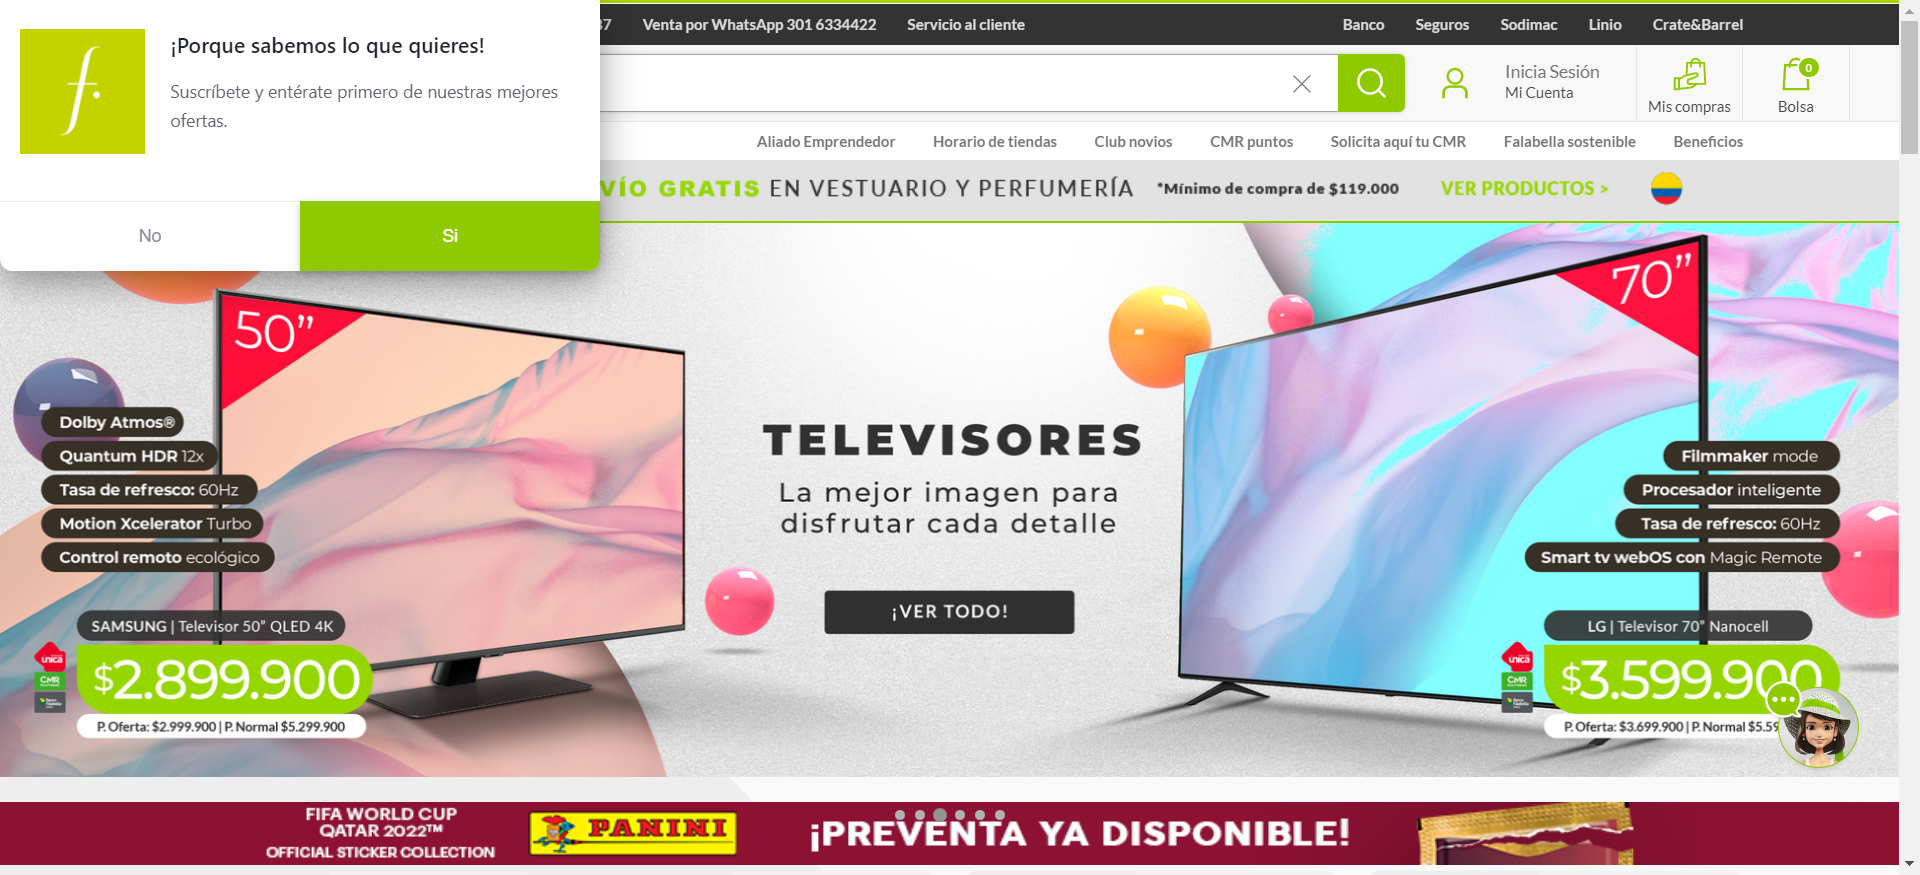 ¡Porque sabemos lo que quieres!
Suscríbete y entérate primero de nuestras mejores
ofertas.
No
Si
37
Venta por WhatsApp 301 6334422
Servicio al cliente
Banco
Seguros
Sodimac
Linio
Crate&Barrel
Inicia Sesión
Mi Cuenta
Mis compras
0
Bolsa
Aliado Emprendedor
Horario de tiendas
Club novios
CMR puntos
Solicita aquí tu CMR
Falabella sostenible
Beneficios
VÍO GRATIS EN VESTUARIO Y PERFUMERÍA *Mínimo de compra de $119.000 VER PRODUCTOS >
50”
Dolby Atmos®
Quantum HDR 12x
Tasa de refresco: 60Hz
Motion Xcelerator Turbo
Control remoto ecológico
SAMSUNG | Televisor 50” QLED 4K
única
CMR
$2.899.900
P. Oferta: $2.999.900 | P. Normal $5.299.900
TELEVISORES
La mejor imagen para
disfrutar cada detalle
¡VER TODO!
70”
Filmmaker mode
Procesador inteligente
Tasa de refresco: 60Hz
Smart tv webOS con Magic Remote
LG | Televisor 70” Nanocell
única
CMR
$3.599.900
P. Oferta: $3.699.900 | P. Normal $5.59
FIFA WORLD CUP
QATAR 2022™
OFFICIAL STICKER COLLECTION
PANINI
¡PREVENTA YA DISPONIBLE!